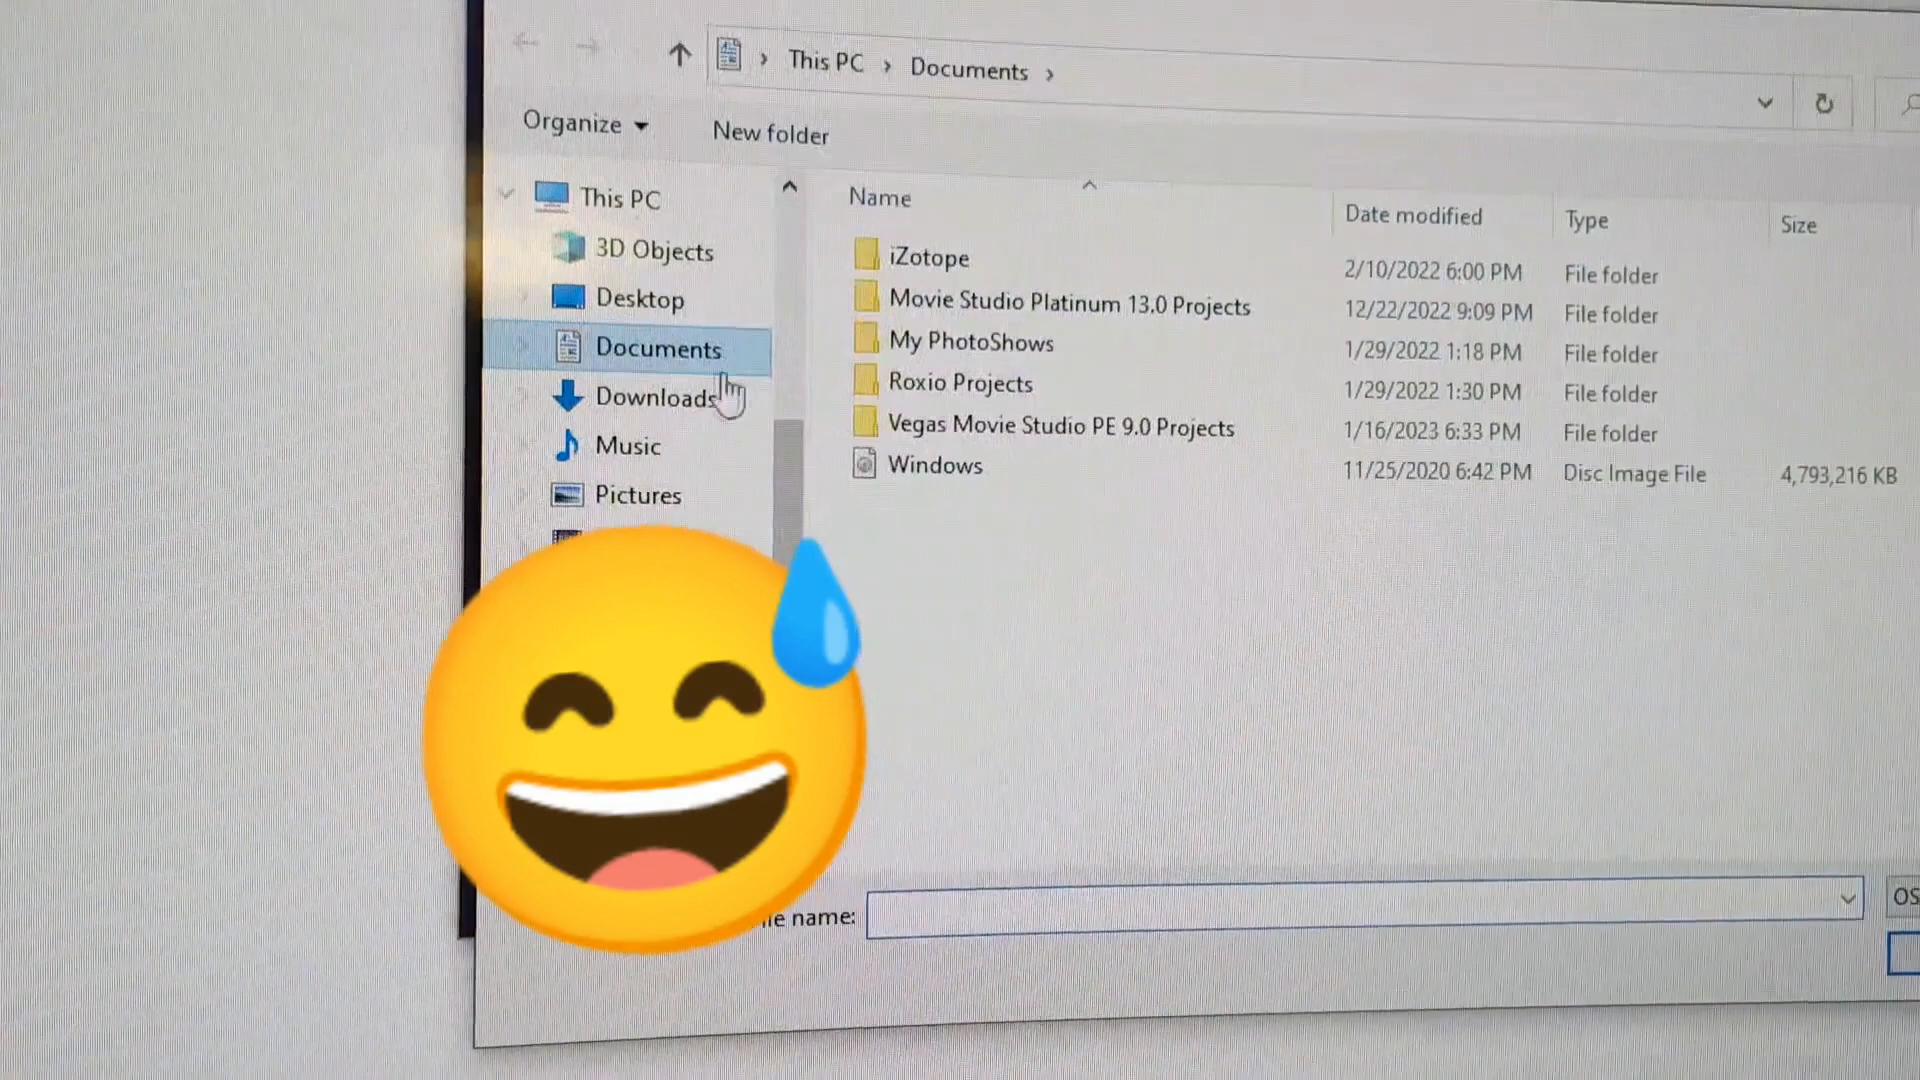 This PC > Documents >
Organize New folder
This PC
3D Objects
Desktop
Documents
Downloads
Music
Pictures
Name Date modified Type Size
iZotope 2/10/2022 6:00 PM File folder
Movie Studio Platinum 13.0 Projects 12/22/2022 9:09 PM File folder
My PhotoShows 1/29/2022 1:18 PM File folder
Roxio Projects 1/29/2022 1:30 PM File folder
Vegas Movie Studio PE 9.0 Projects 1/16/2023 6:33 PM File folder
Windows 11/25/2020 6:42 PM Disc Image File 4,793,216 KB
name:
OS